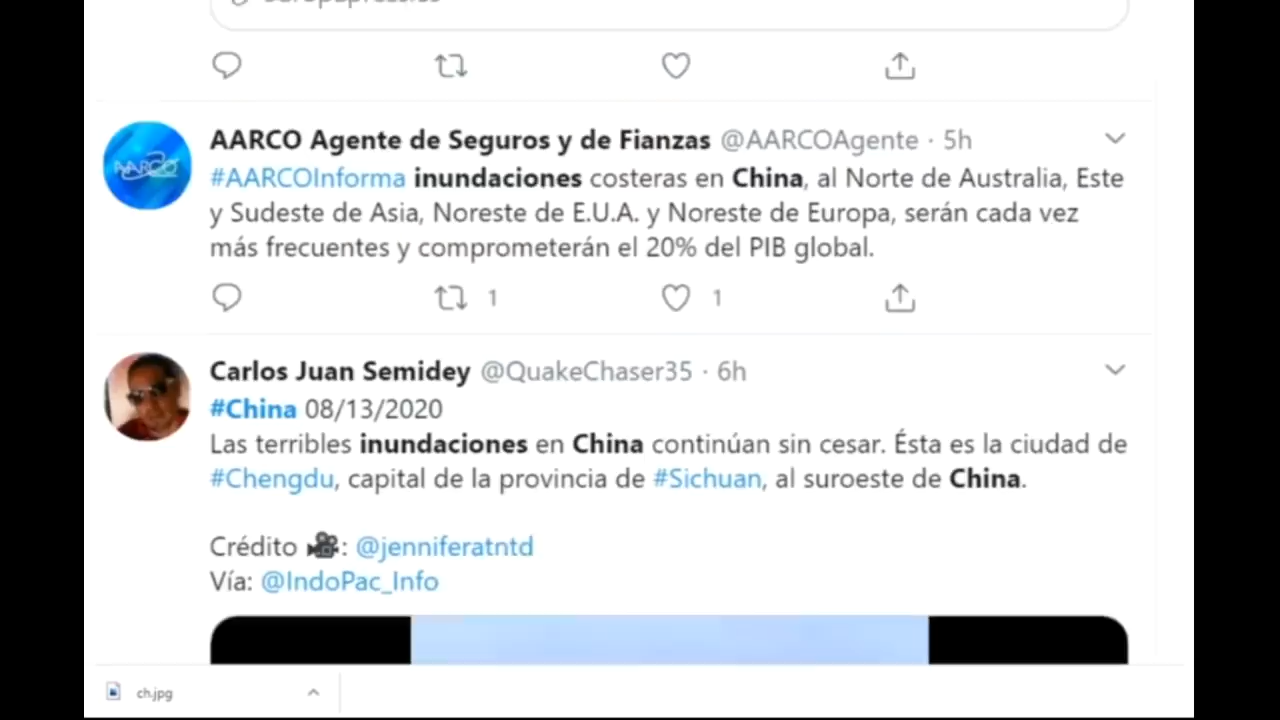 AARCO Agente de Seguros y de Fianzas @AARCOAgente · 5h
AARCO
#AARCOInforma inundaciones costeras en China, al Norte de Australia, Este
y Sudeste de Asia, Noreste de E.U.A. y Noreste de Europa, serán cada vez
más frecuentes y comprometerán el 20% del PIB global.
1 1
Carlos Juan Semidey @QuakeChaser35 · 6h
#China 08/13/2020
Las terribles inundaciones en China continúan sin cesar. Ésta es la ciudad de
#Chengdu, capital de la provincia de #Sichuan, al suroeste de China.
Crédito 🎥: @jenniferatntd
Vía: @IndoPac_Info
ch.jpg